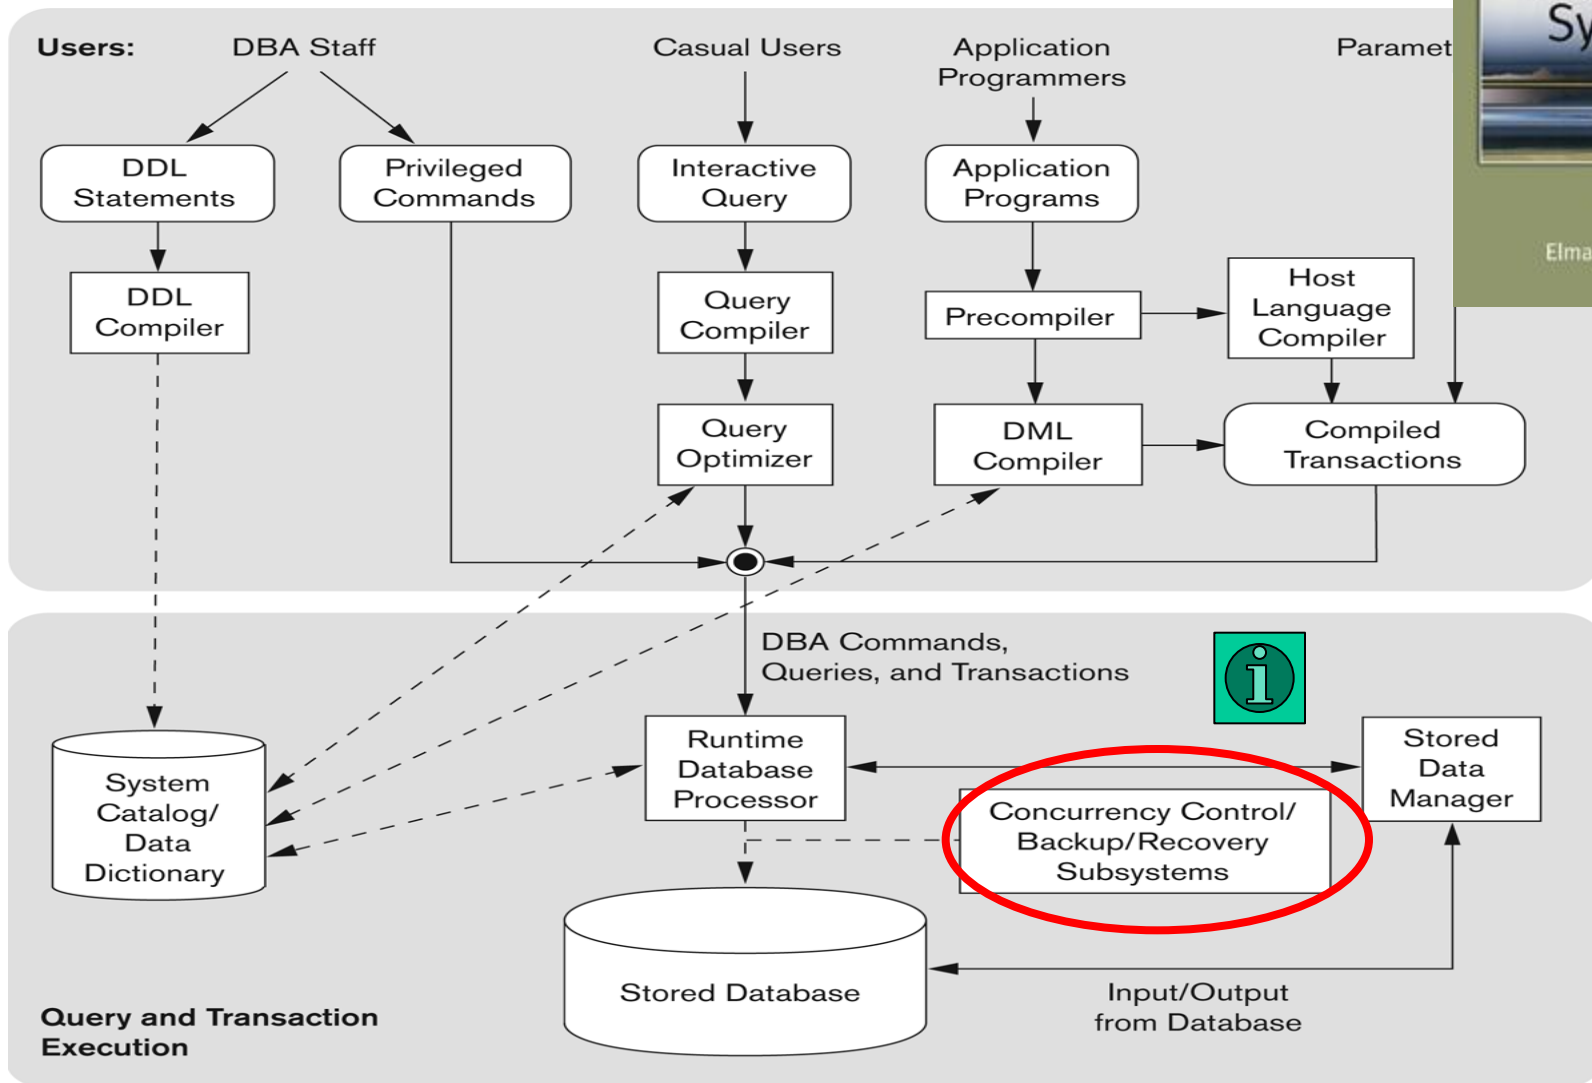 Sy
Users:
DBA Staff
Casual Users
Application
Programmers
Paramet
Elma
DDL
Statements
Privileged
Commands
Interactive
Query
Application
Programs
DDL
Compiler
Query
Compiler
Precompiler
Host
Language
Compiler
Query
Optimizer
DML
Compiler
Compiled
Transactions
DBA Commands,
Queries, and Transactions
i
System
Catalog/
Data
Dictionary
Runtime
Database
Processor
Concurrency Control/
Backup/Recovery
Subsystems
Stored
Data
Manager
Stored Database
Input/Output
from Database
Query and Transaction
Execution